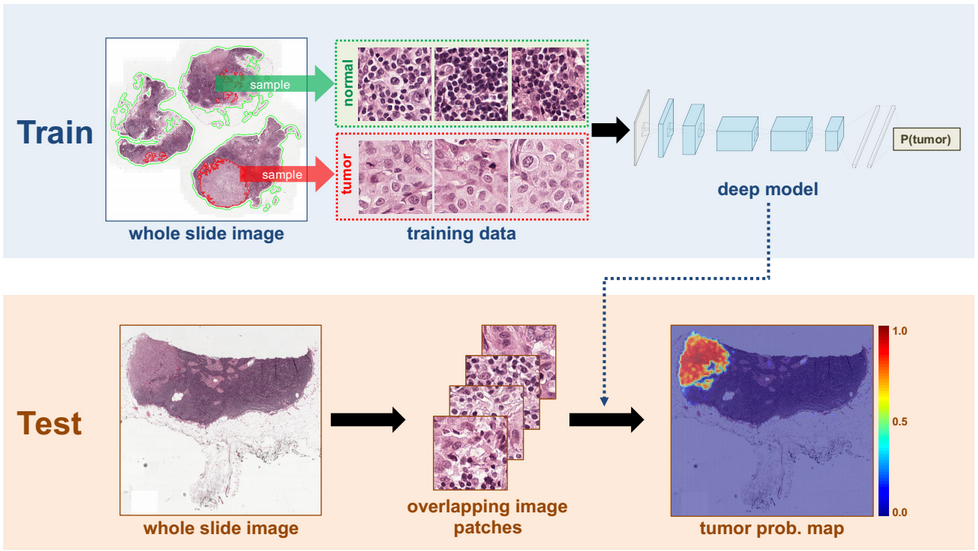 Train
sample
sample
normal
tumor
P(tumor)
whole slide image
training data
deep model
Test
1.0
0.5
0.0
whole slide image
overlapping image
patches
tumor prob. map